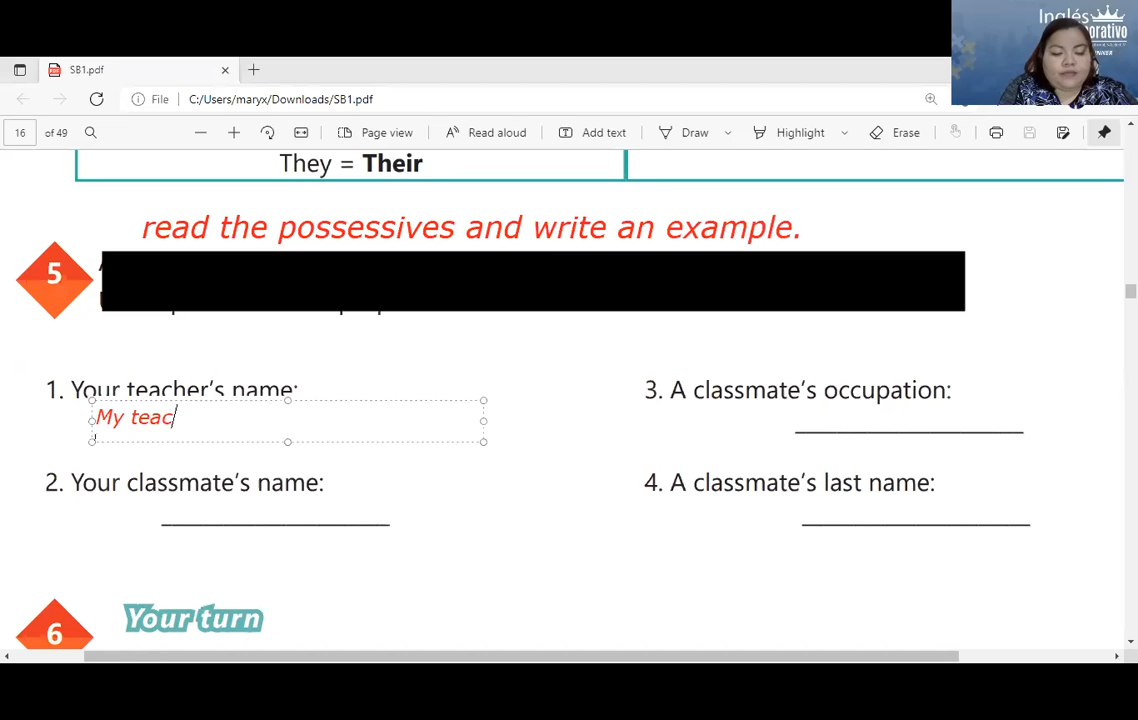 Inglés
SB1.pdf
File C:/Users/maryx/Downloads/SB1.pdf
16 of 49 Page view Read aloud Add text Draw Highlight Erase
They = Their
read the possessives and write an example.
5
1. Your teacher's name:
My teac
2. Your classmate's name:
3. A classmate's occupation:
4. A classmate's last name:
6
Your turn